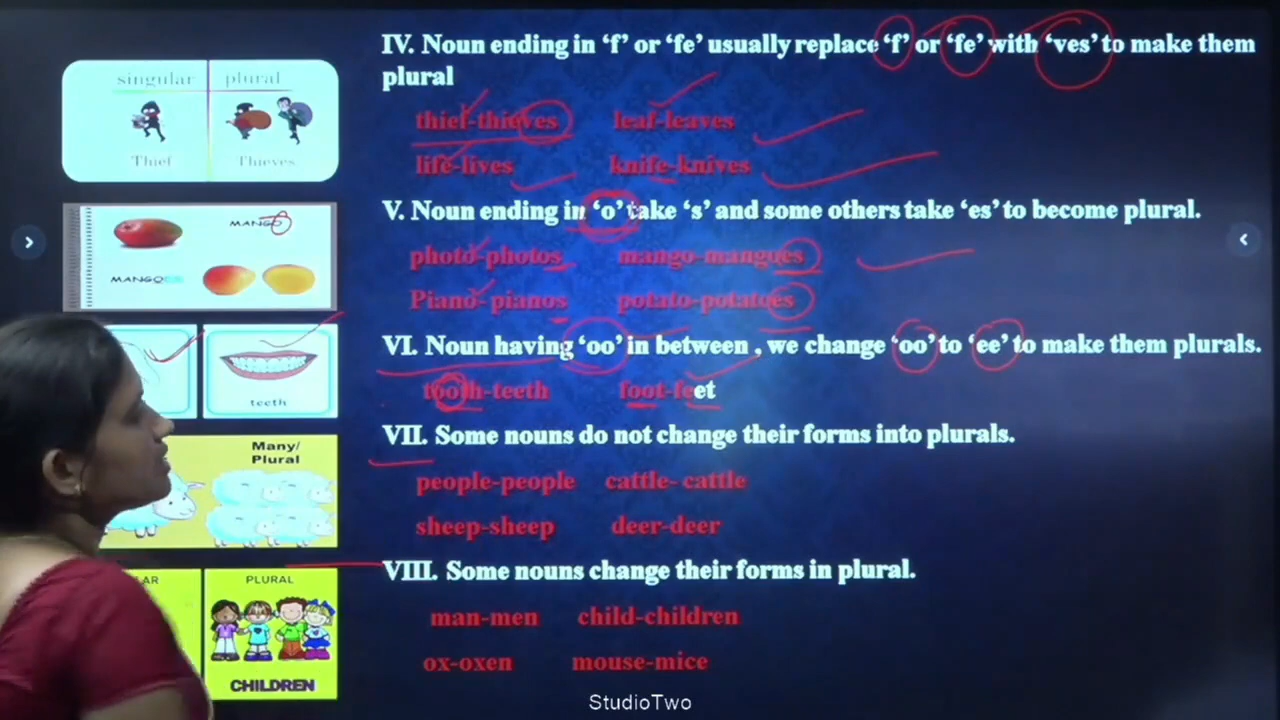 singular plural
Thief Thieves
MANGO
MANGOES
teeth
Many/
Plural
PLURAL
CHILDREN
IV. Noun ending in ‘f’ or ‘fe’ usually replace ‘f’ or ‘fe’ with ‘ves’ to make them
plural
thief-thieves leaf-leaves
life-lives knife-knives
V. Noun ending in ‘o’ take ‘s’ and some others take ‘es’ to become plural.
photo-photos mango-mangoes
Piano-pianos potato-potatoes
VI. Noun having ‘oo’ in between , we change ‘oo’ to ‘ee’ to make them plurals.
tooth-teeth foot-feet
VII. Some nouns do not change their forms into plurals.
people-people cattle- cattle
sheep-sheep deer-deer
VIII. Some nouns change their forms in plural.
man-men child-children
ox-oxen mouse-mice
StudioTwo